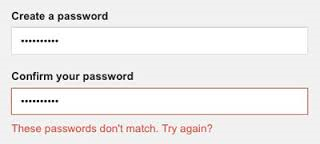 Create a password
••••••••••
Confirm your password
••••••••••
These passwords don't match. Try again?